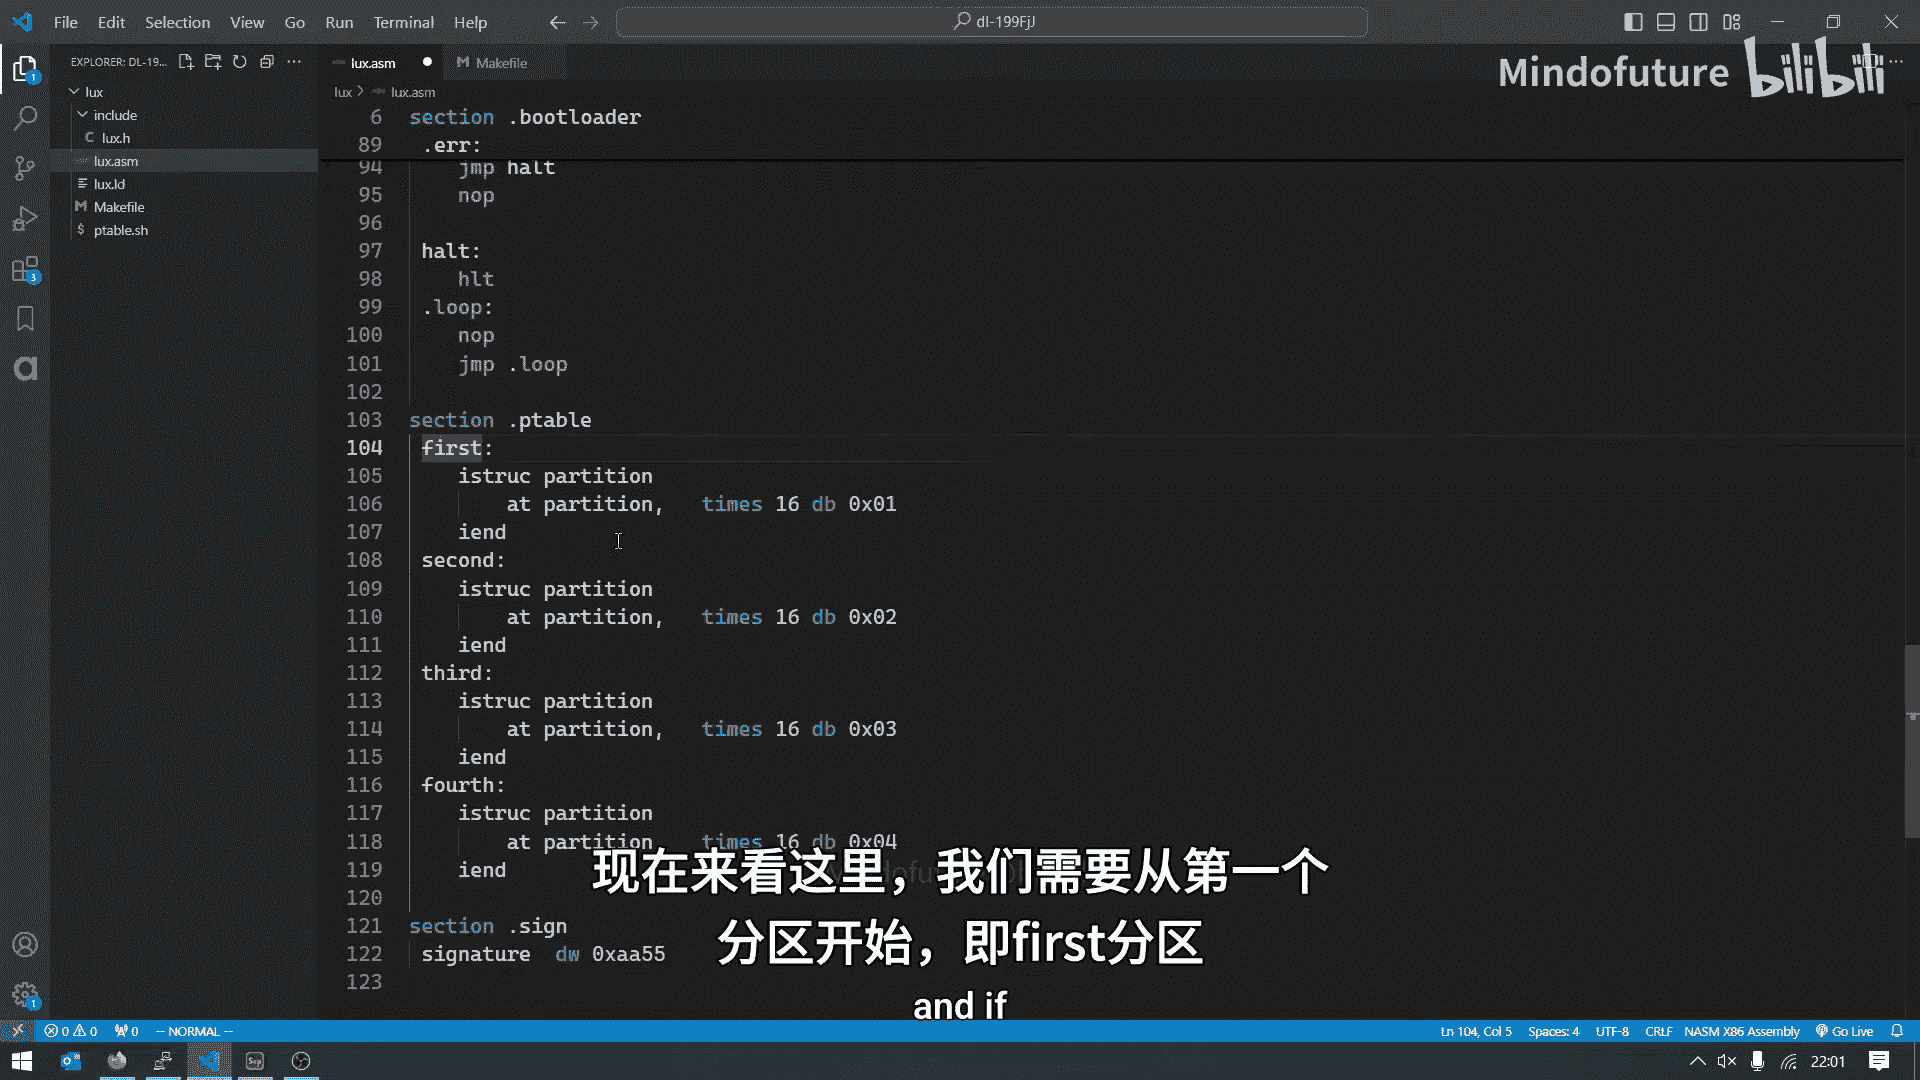 File Edit Selection View Go Run Terminal Help
dl-199FjJ
EXPLORER: DL-19...
lux.asm
Makefile
Mindofuture bilibili
lux
include
lux.h
lux.asm
lux.ld
Makefile
ptable.sh
lux > lux.asm
6 section .bootloader
89 .err:
94 jmp halt
95 nop
96
97 halt:
98 hlt
99 .loop:
100 nop
101 jmp .loop
102
103 section .ptable
104 first:
105 istruc partition
106 at partition, times 16 db 0x01
107 iend
108 second:
109 istruc partition
110 at partition, times 16 db 0x02
111 iend
112 third:
113 istruc partition
114 at partition, times 16 db 0x03
115 iend
116 fourth:
117 istruc partition
118 at partition, times 16 db 0x04
119 iend
120
121 section .sign
122 signature dw 0xaa55
123
现在来看这里，我们需要从第一个
分区开始，即first分区
and if
0 0 0 -- NORMAL --
Ln 104, Col 5 Spaces: 4 UTF-8 CRLF NASM X86 Assembly Go Live
22:01